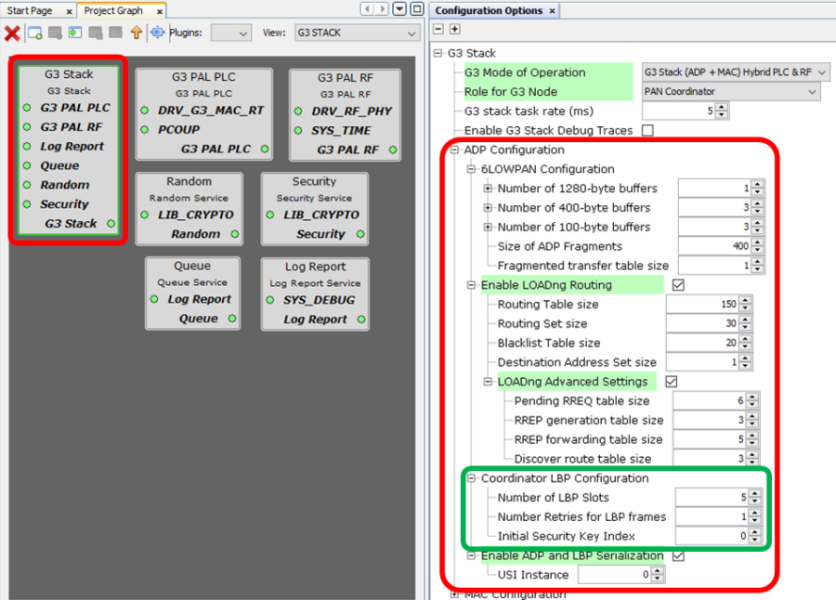 Start Page x Project Graph x
Plugins: View: G3 STACK
G3 Stack
G3 Stack
G3 PAL PLC
G3 PAL RF
Log Report
Queue
Random
Security
G3 Stack
G3 PAL PLC
G3 PAL PLC
DRV_G3_MAC_RT
PCOUP
G3 PAL PLC
G3 PAL RF
G3 PAL RF
DRV_RF_PHY
SYS_TIME
G3 PAL RF
Random
Random Service
LIB_CRYPTO
Random
Security
Security Service
LIB_CRYPTO
Security
Queue
Queue Service
Log Report
Queue
Log Report
Log Report Service
SYS_DEBUG
Log Report
Configuration Options x
G3 Stack
G3 Mode of Operation G3 Stack (ADP + MAC) Hybrid PLC & RF
Role for G3 Node PAN Coordinator
G3 stack task rate (ms) 5
Enable G3 Stack Debug Traces
ADP Configuration
6LOWPAN Configuration
Number of 1280-byte buffers 1
Number of 400-byte buffers 3
Number of 100-byte buffers 3
Size of ADP Fragments 400
Fragmented transfer table size 1
Enable LOADng Routing
Routing Table size 150
Routing Set size 30
Blacklist Table size 20
Destination Address Set size 1
LOADng Advanced Settings
Pending RREQ table size 6
RREP generation table size 3
RREP forwarding table size 5
Discover route table size 3
Coordinator LBP Configuration
Number of LBP Slots 5
Number Retries for LBP frames 1
Initial Security Key Index 0
Enable ADP and LBP Serialization
USI Instance 0
MAC Configuration